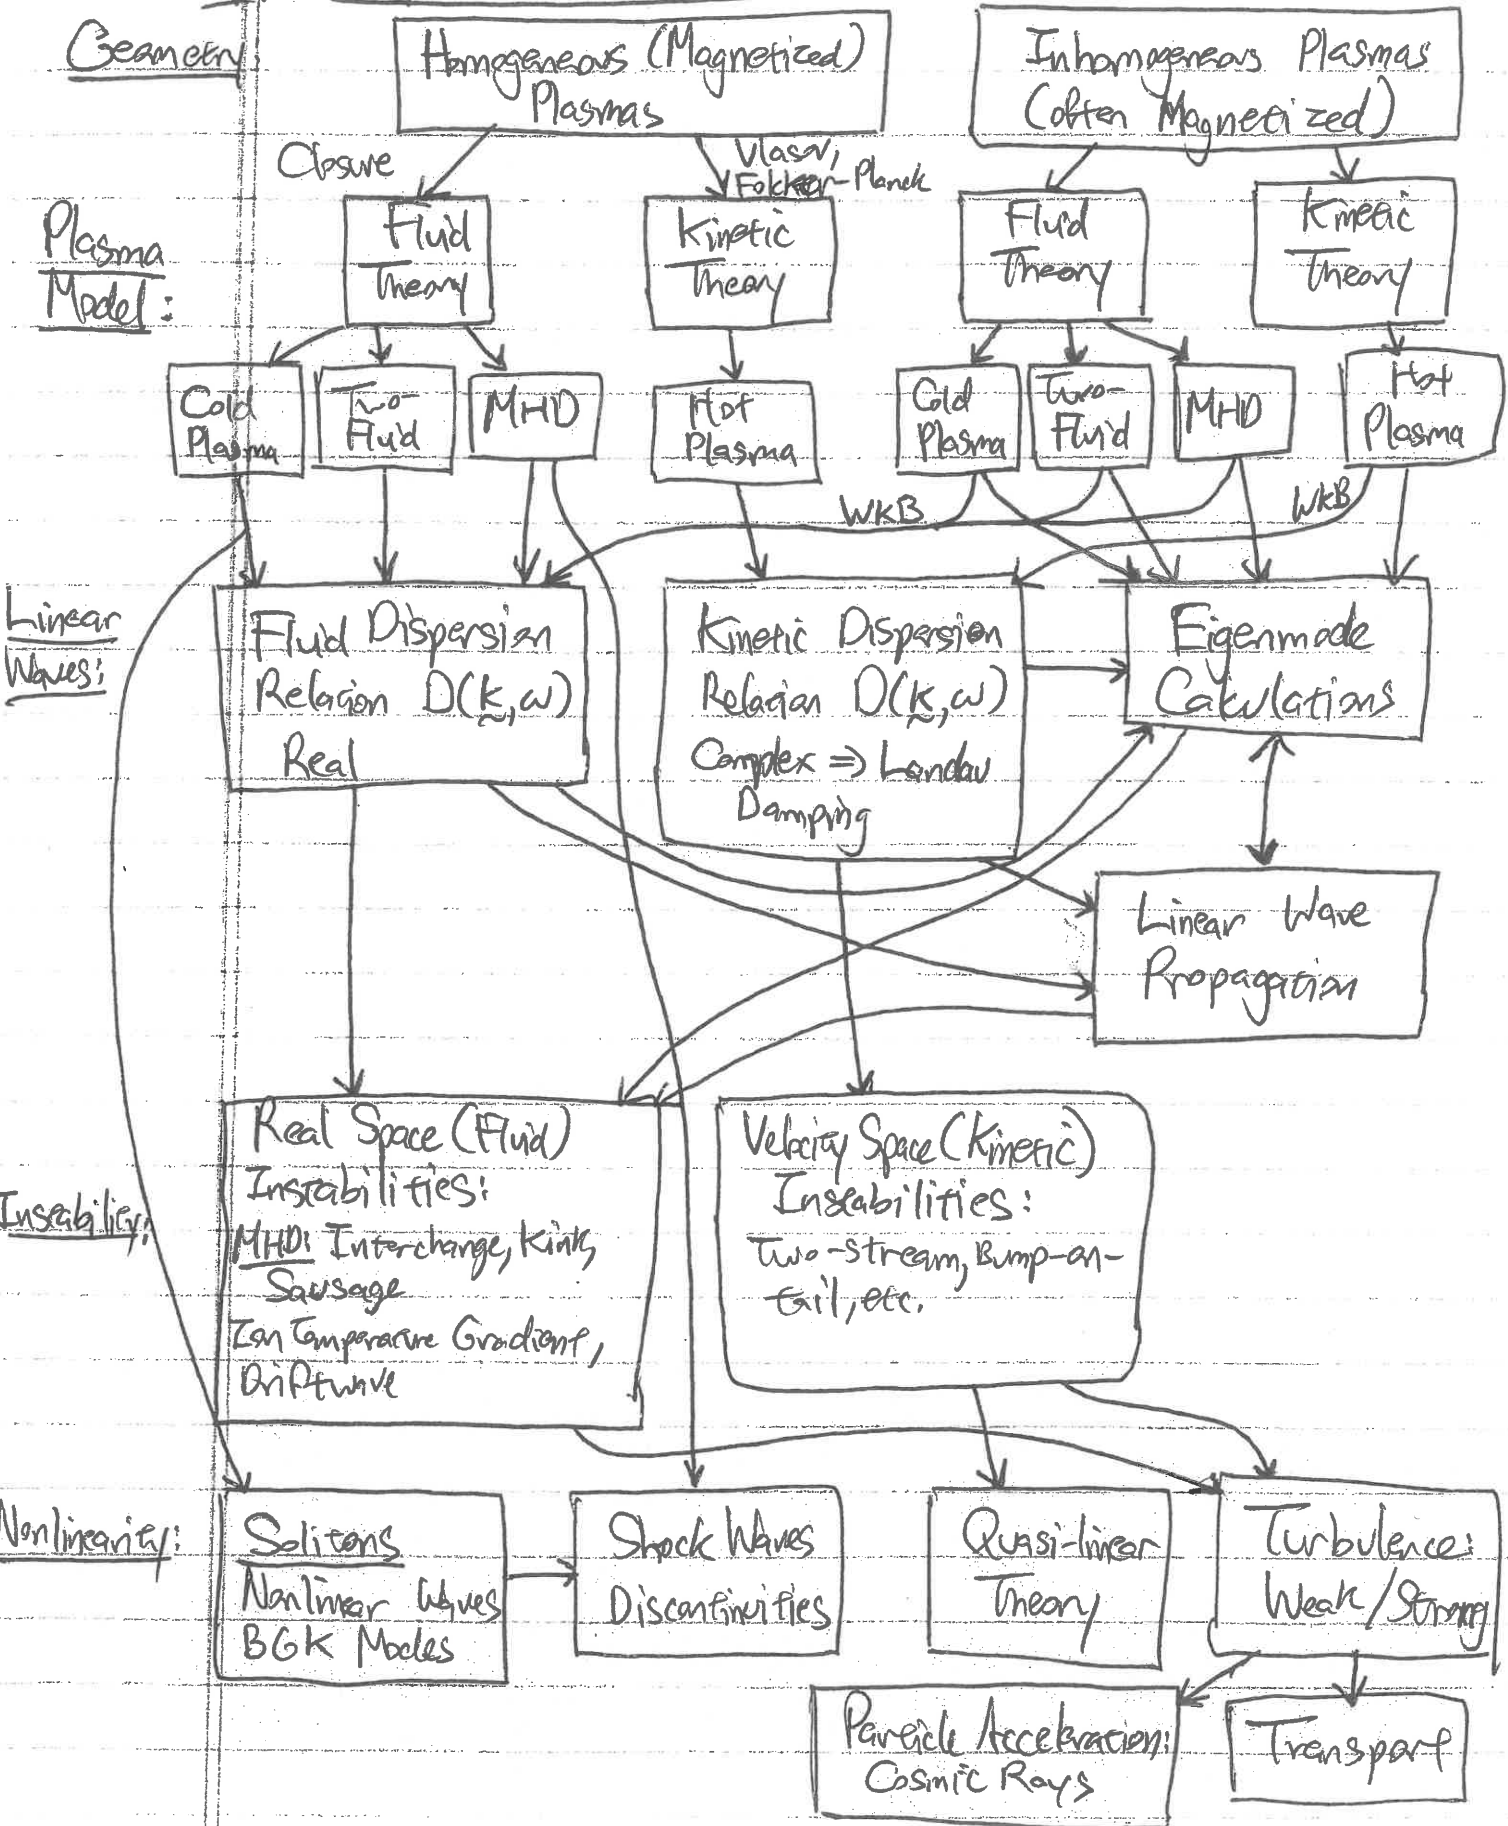 Geometry:
Homogeneous (Magnetized)
Plasmas
Inhomogeneous Plasmas
(often Magnetized)
Closure
Vlasov,
Fokker-Planck
Plasma
Model:
Fluid
Theory
Kinetic
Theory
Fluid
Theory
Kinetic
Theory
Cold
Plasma
Two-
Fluid
MHD
Hot
Plasma
Cold
Plasma
Two-
Fluid
MHD
Hot
Plasma
WKB
WKB
Linear
Waves:
Fluid Dispersion
Relation D(k,ω)
Real
Kinetic Dispersion
Relation D(k,ω)
Complex ⇒ Landau
Damping
Eigenmode
Calculations
Linear Wave
Propagation
Instability:
Real Space (Fluid)
Instabilities:
MHD: Interchange, Kink,
Sausage
Ion Temperature Gradient,
Driftwave
Velocity Space (Kinetic)
Instabilities:
Two-stream, Bump-on-
tail, etc.
Nonlinearity:
Solitons
Nonlinear Waves
BGK Modes
Shock Waves
Discontinuities
Quasi-linear
Theory
Turbulence:
Weak/Strong
Particle Acceleration:
Cosmic Rays
Transport